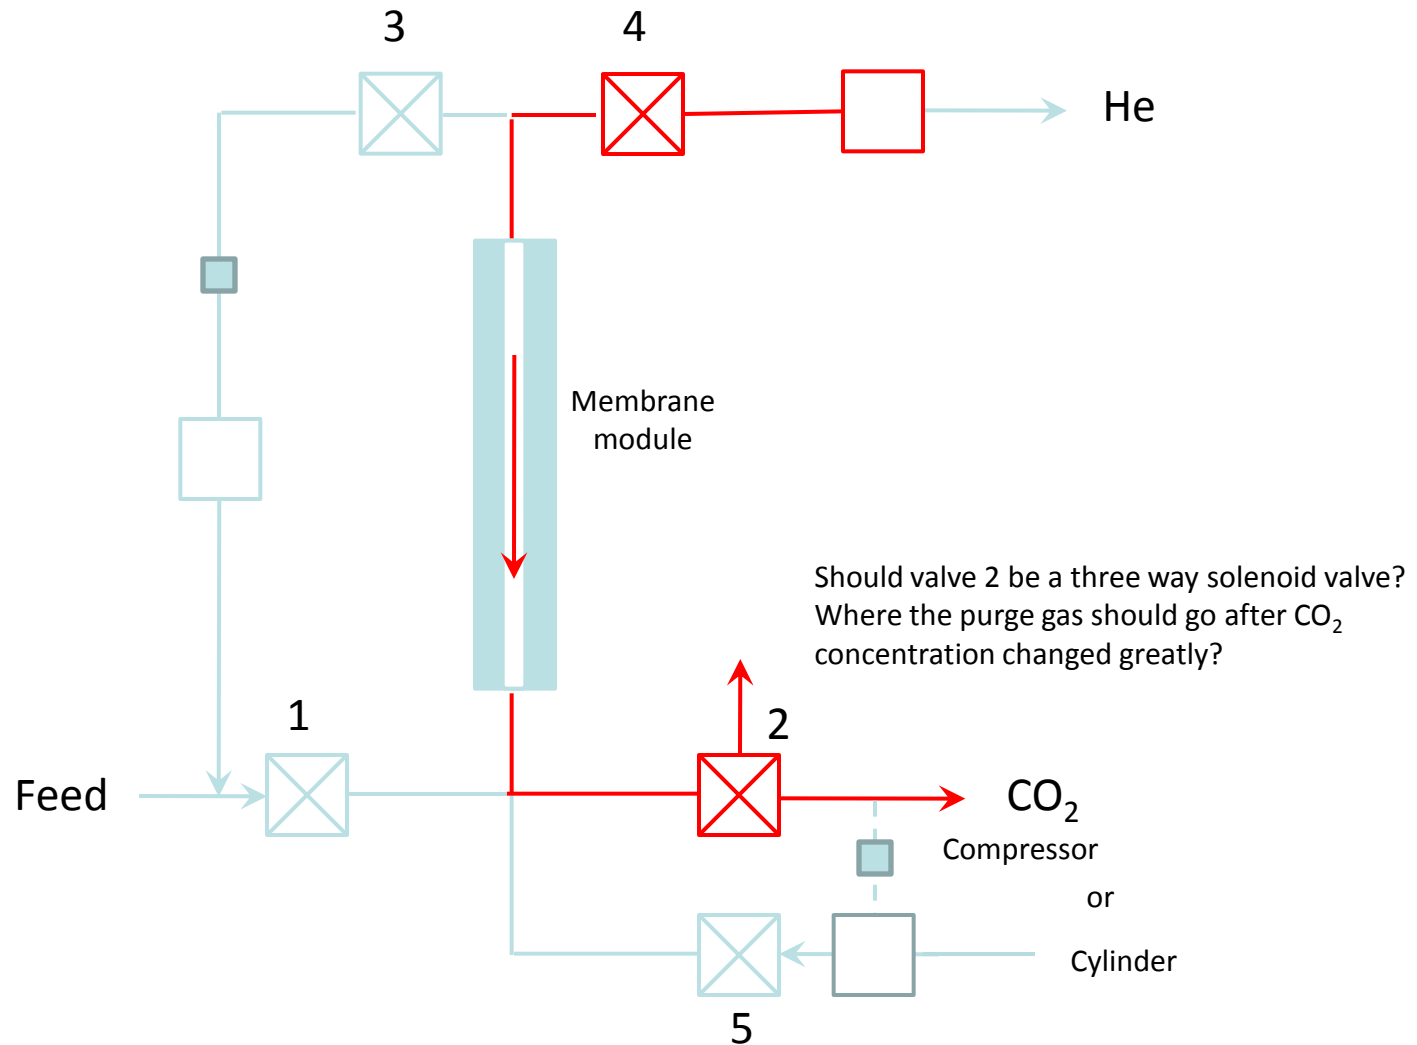 3
4
He
Membrane
module
Should valve 2 be a three way solenoid valve?
Where the purge gas should go after CO₂
concentration changed greatly?
1
2
Feed
CO₂
Compressor
or
Cylinder
5